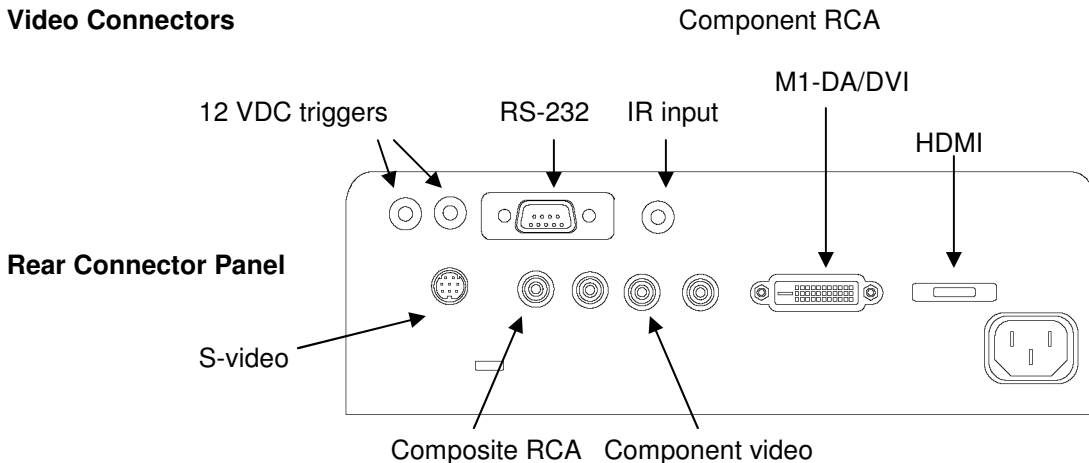 Video Connectors
Component RCA
M1-DA/DVI
12 VDC triggers
RS-232
IR input
HDMI
Rear Connector Panel
S-video
Composite RCA
Component video